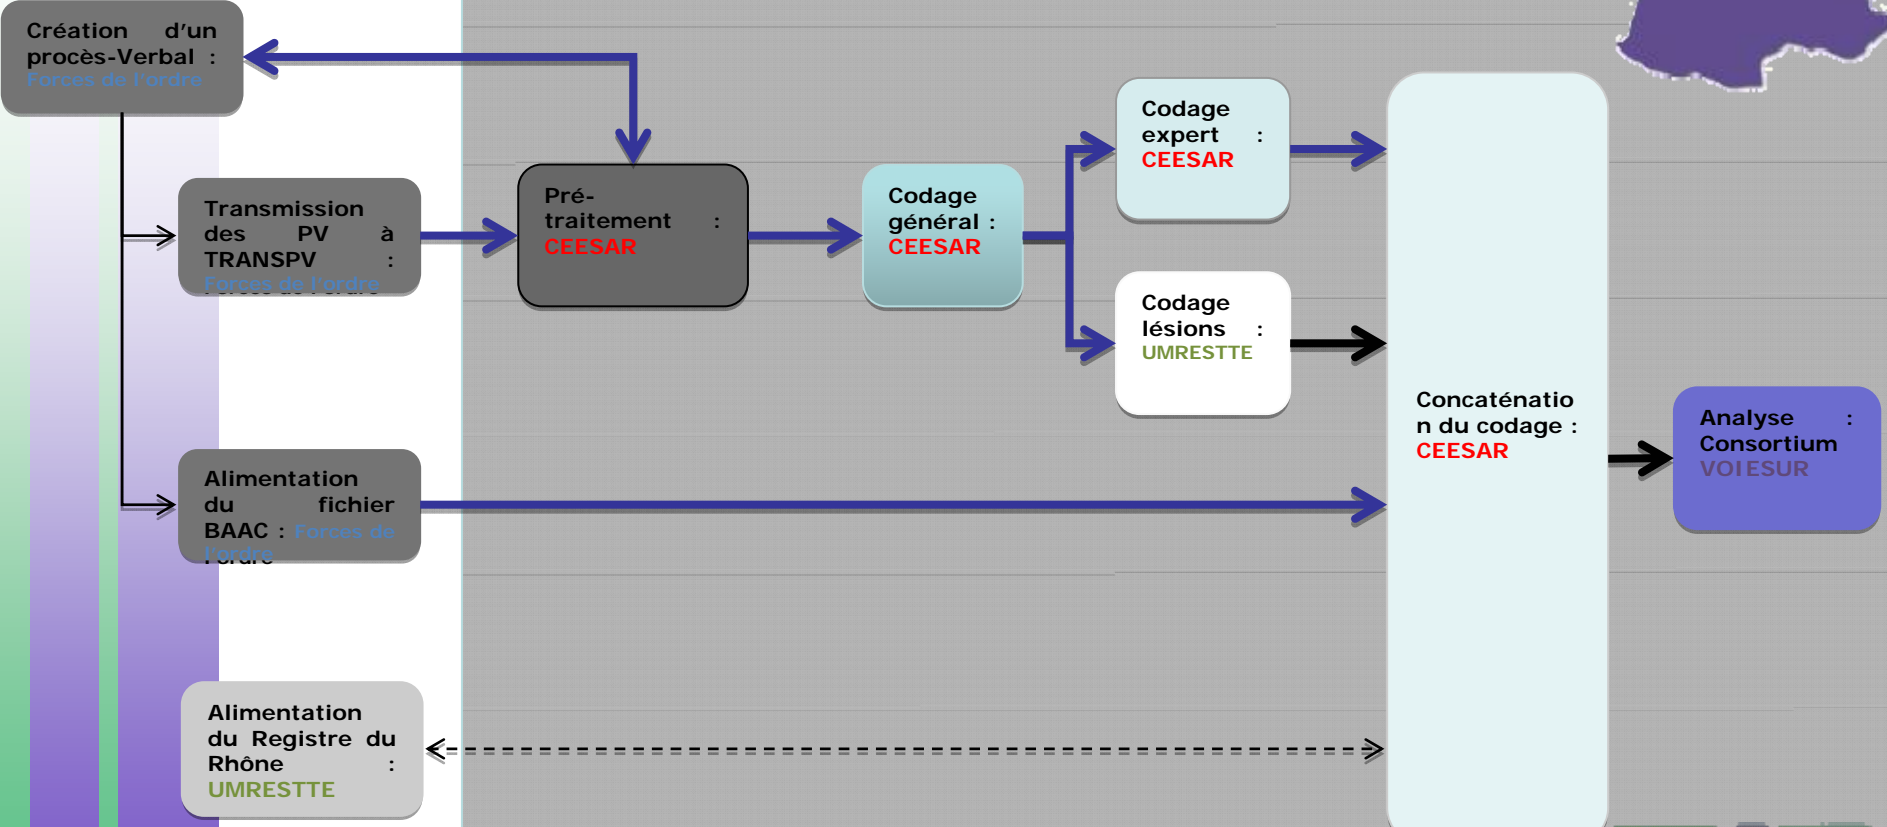 Création d'un
procès-Verbal :
Forces de l'ordre
Transmission
des PV à
TRANSPV :
Forces de l'ordre
Alimentation
du fichier
BAAC : Forces de
l'ordre
Alimentation
du Registre du
Rhône :
UMRESTTE
Pré-
traitement :
CEESAR
Codage
général :
CEESAR
Codage
expert :
CEESAR
Codage
lésions :
UMRESTTE
Concaténatio
n du codage :
CEESAR
Analyse :
Consortium
VOIESUR